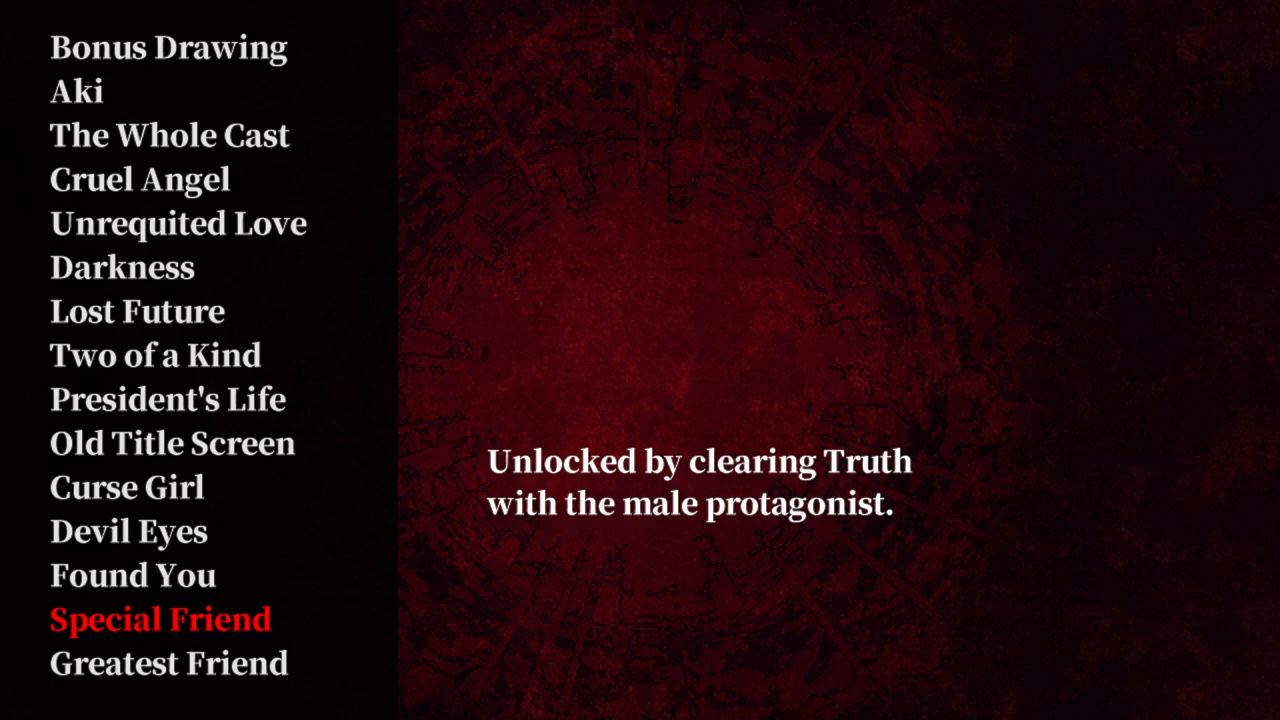 Bonus Drawing
Aki
The Whole Cast
Cruel Angel
Unrequited Love
Darkness
Lost Future
Two of a Kind
President's Life
Old Title Screen
Curse Girl
Devil Eyes
Found You
Special Friend
Greatest Friend
Unlocked by clearing Truth
with the male protagonist.